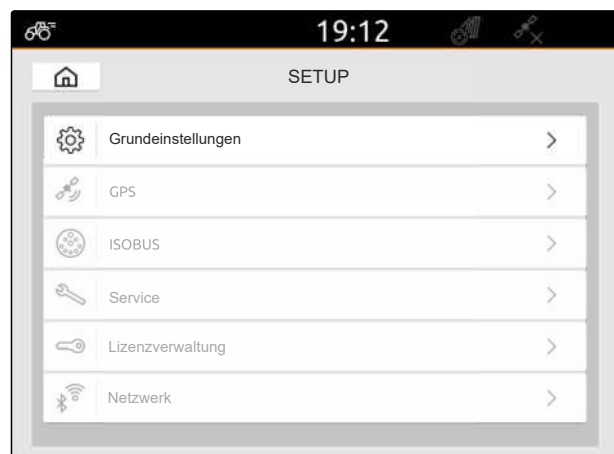 19:12
SETUP
Grundeinstellungen
GPS
ISOBUS
Service
Lizenzverwaltung
Netzwerk